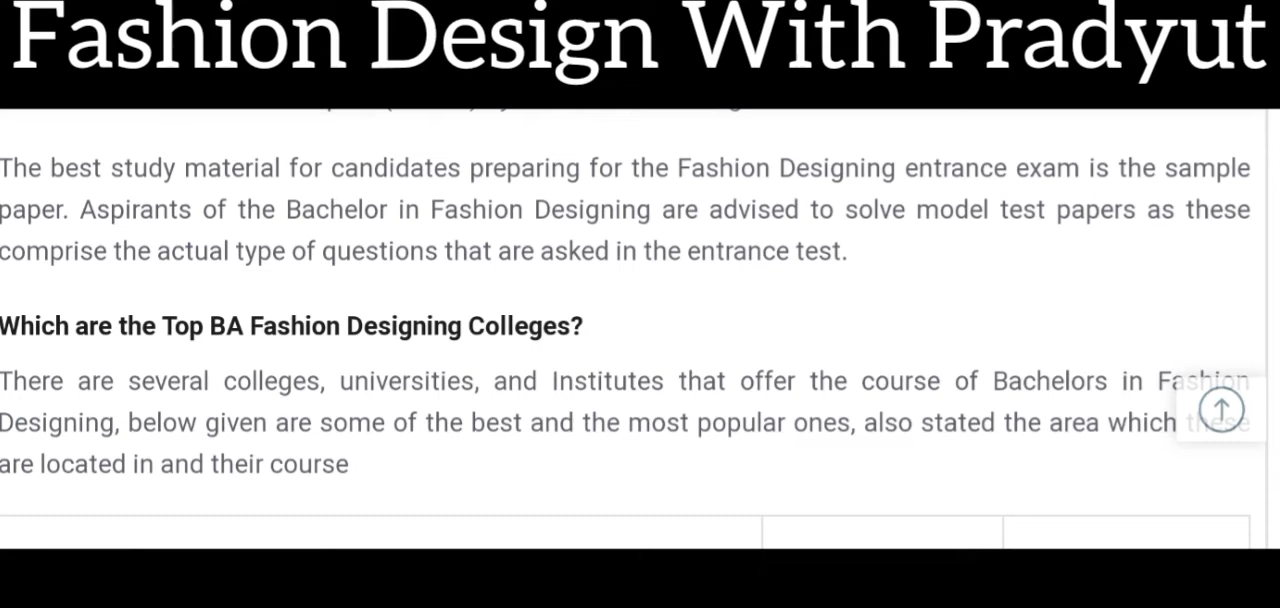 Fashion Design With Pradyut
The best study material for candidates preparing for the Fashion Designing entrance exam is the sample
paper. Aspirants of the Bachelor in Fashion Designing are advised to solve model test papers as these
comprise the actual type of questions that are asked in the entrance test.
Which are the Top BA Fashion Designing Colleges?
There are several colleges, universities, and Institutes that offer the course of Bachelors in Fashion
Designing, below given are some of the best and the most popular ones, also stated the area which these
are located in and their course